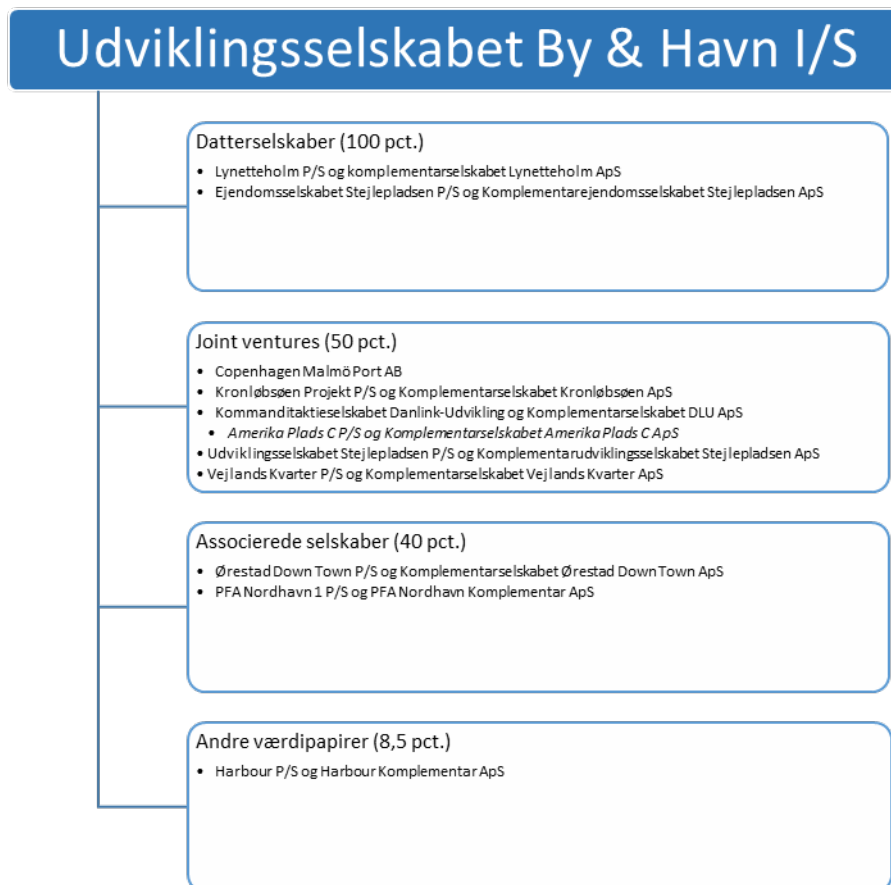 Udviklingsselskabet By & Havn I/S
Datterselskaber (100 pct.)
• Lynetteholm P/S og komplementarselskabet Lynetteholm ApS
• Ejendomsselskabet Stejlepladsen P/S og Komplementarejendomsselskabet Stejlepladsen ApS
Joint ventures (50 pct.)
• Copenhagen Malmö Port AB
• Kronløbsøen Projekt P/S og Komplementarselskabet Kronløbsøen ApS
• Kommanditaktieselskabet Danlink-Udvikling og Komplementarselskabet DLU ApS
• Amerika Plads C P/S og Komplementarselskabet Amerika Plads C ApS
• Udviklingsselskabet Stejlepladsen P/S og Komplementarudviklingsselskabet Stejlepladsen ApS
• Vejlands Kvarter P/S og Komplementarselskabet Vejlands Kvarter ApS
Associerede selskaber (40 pct.)
• Ørestad Down Town P/S og Komplementarselskabet Ørestad Down Town ApS
• PFA Nordhavn 1 P/S og PFA Nordhavn Komplementar ApS
Andre værdipapirer (8,5 pct.)
• Harbour P/S og Harbour Komplementar ApS